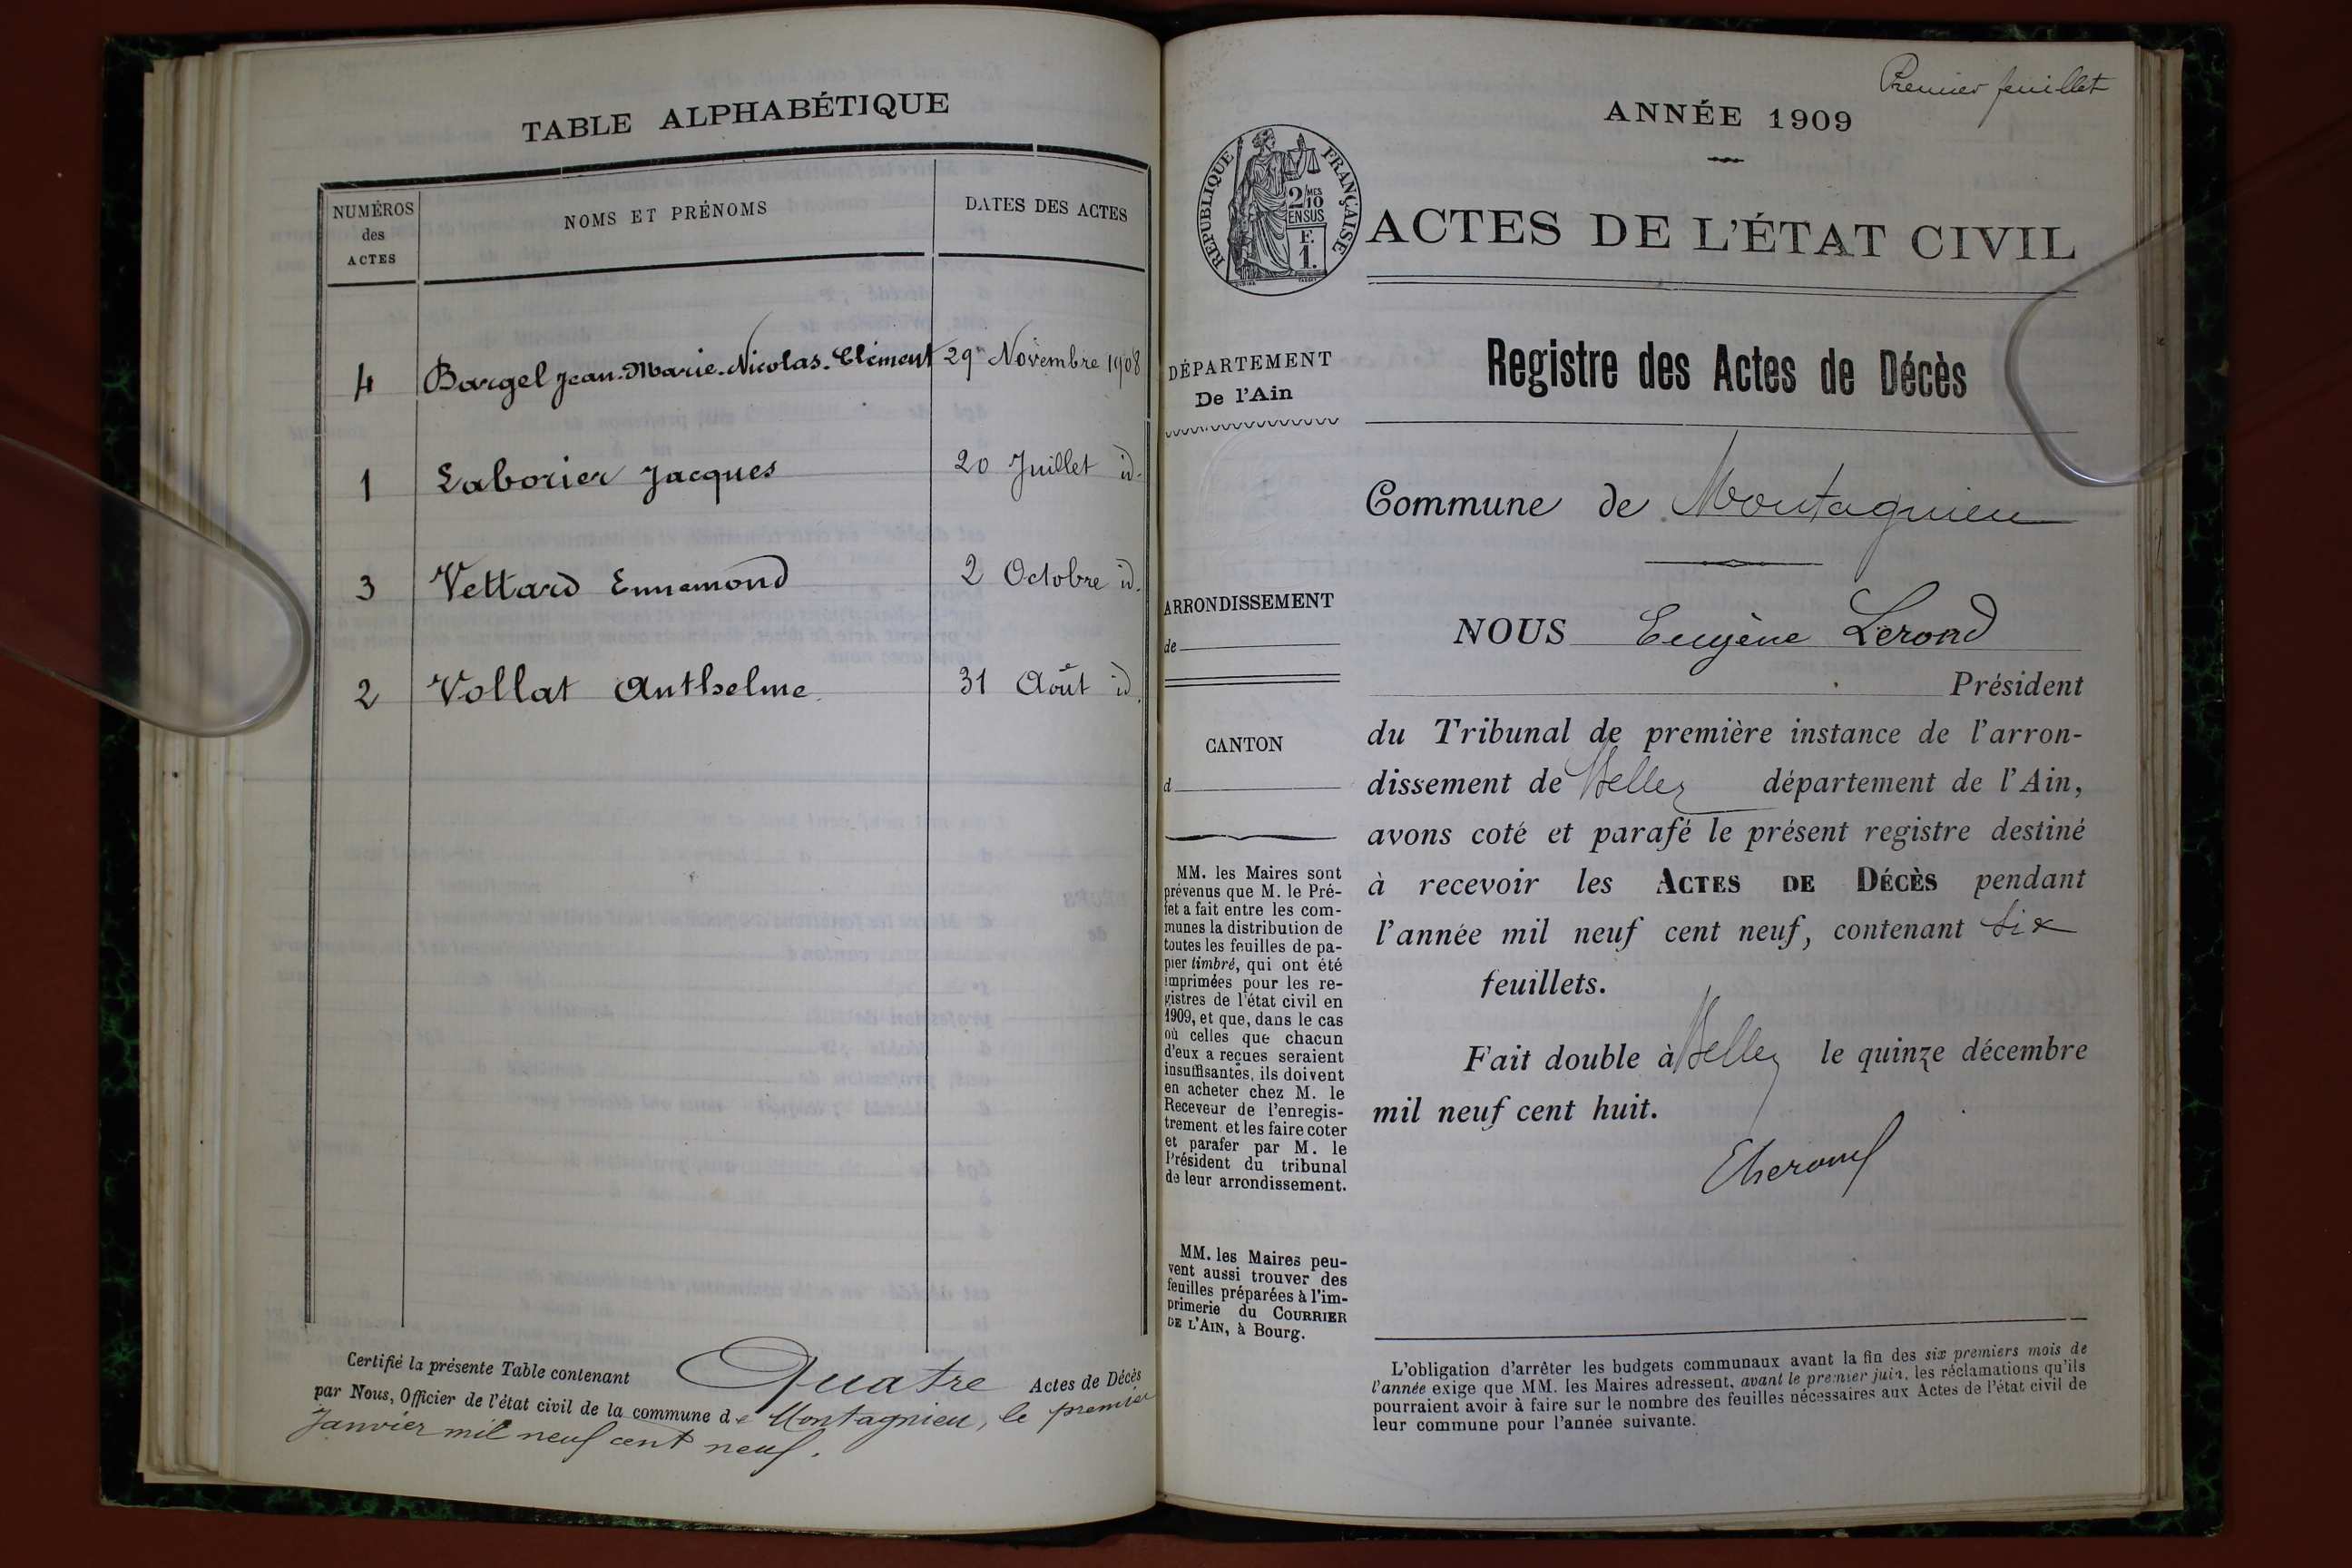 TABLE ALPHABÉTIQUE
NUMÉROS
des
ACTES
NOMS ET PRÉNOMS
DATES DES ACTES
4 Bargel Jean-Marie-Nicolas-Clément 29 Novembre 1908
1 Laborier Jacques 20 Juillet id.
3 Vettard Ennemond 2 Octobre id.
2 Vollat Anthelme 31 Août id.
Certifié la présente Table contenant Quatre Actes de Décès
par Nous, Officier de l'état civil de la commune de Montagnieu, le premier
Janvier mil neuf cent neuf.
Premier feuillet
ANNÉE 1909
RÉPUBLIQUE FRANÇAISE
2/10 MES
EN SUS
F.
1.
ACTES DE L'ÉTAT CIVIL
DÉPARTEMENT
De l'Ain
ARRONDISSEMENT
de
CANTON
d
MM. les Maires sont
prévenus que M. le Pré-
fet a fait entre les com-
munes la distribution de
toutes les feuilles de pa-
pier timbré, qui ont été
imprimées pour les re-
gistres de l'état civil en
1909, et que, dans le cas
où celles que chacun
d'eux a reçues seraient
insuffisantes, ils doivent
en acheter chez M. le
Receveur de l'enregis-
trement et les faire coter
et parafer par M. le
Président du tribunal
de leur arrondissement.
MM. les Maires peu-
vent aussi trouver des
feuilles préparées à l'im-
primerie du COURRIER
DE L'AIN, à Bourg.
Registre des Actes de Décès
Commune de Montagnieu
NOUS Eugène Lerond
Président
du Tribunal de première instance de l'arron-
dissement de Belley département de l'Ain,
avons coté et parafé le présent registre destiné
à recevoir les ACTES DE DÉCÈS pendant
l'année mil neuf cent neuf, contenant six
feuillets.
Fait double à Belley le quinze décembre
mil neuf cent huit.
L'obligation d'arrêter les budgets communaux avant la fin des six premiers mois de
l'année exige que MM. les Maires adressent, avant le premier juin, les réclamations qu'ils
pourraient avoir à faire sur le nombre des feuilles nécessaires aux Actes de l'état civil de
leur commune pour l'année suivante.